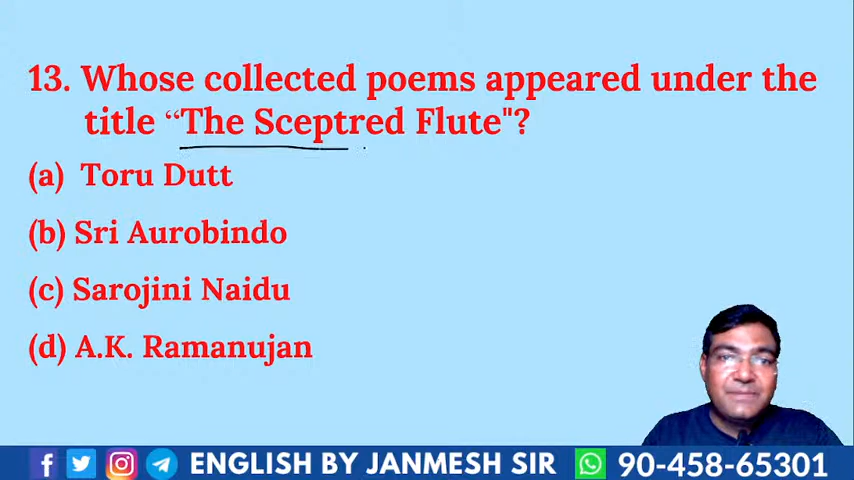 13. Whose collected poems appeared under the
title “The Sceptred Flute"?
(a) Toru Dutt
(b) Sri Aurobindo
(c) Sarojini Naidu
(d) A.K. Ramanujan
ENGLISH BY JANMESH SIR 90-458-65301